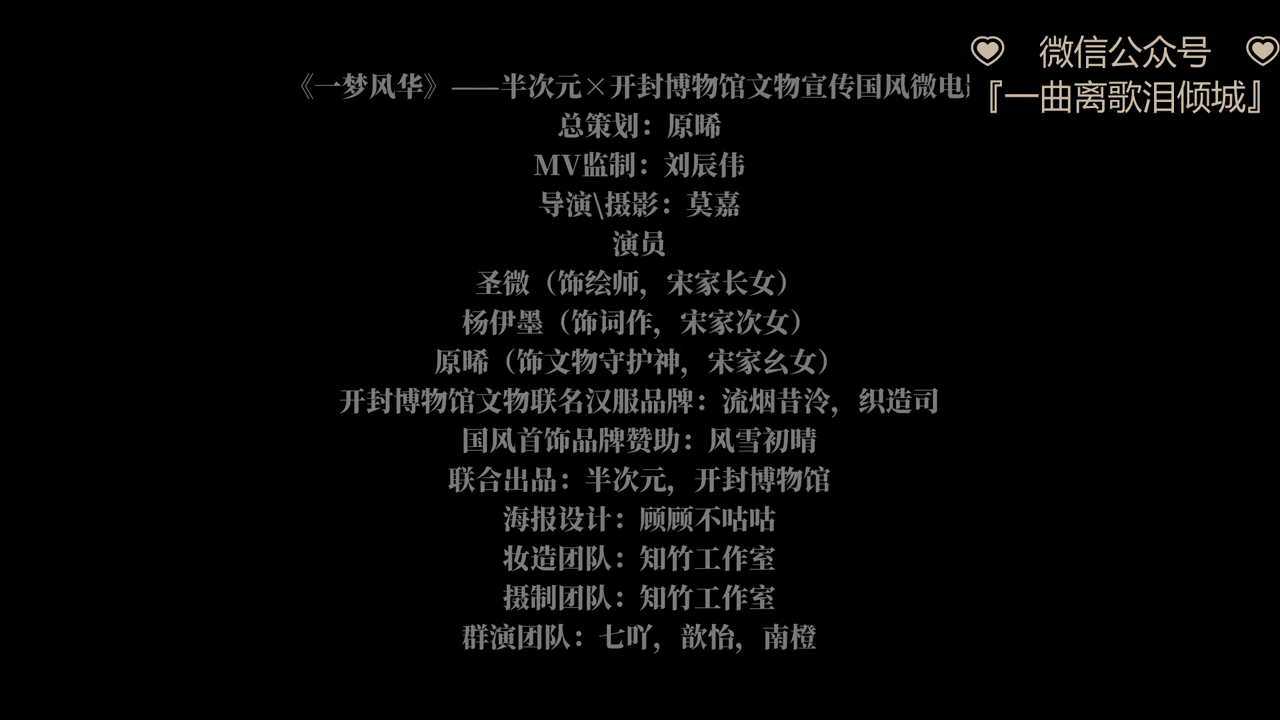 ♡ 微信公众号 ♡
『一曲离歌泪倾城』
《一梦风华》——半次元×开封博物馆文物宣传国风微电
总策划：原晞
MV监制：刘辰伟
导演\摄影：莫嘉
演员
圣微（饰绘师，宋家长女）
杨伊墨（饰词作，宋家次女）
原晞（饰文物守护神，宋家幺女）
开封博物馆文物联名汉服品牌：流烟昔泠，织造司
国风首饰品牌赞助：风雪初晴
联合出品：半次元，开封博物馆
海报设计：顾顾不咕咕
妆造团队：知竹工作室
摄制团队：知竹工作室
群演团队：七吖，歆怡，南橙